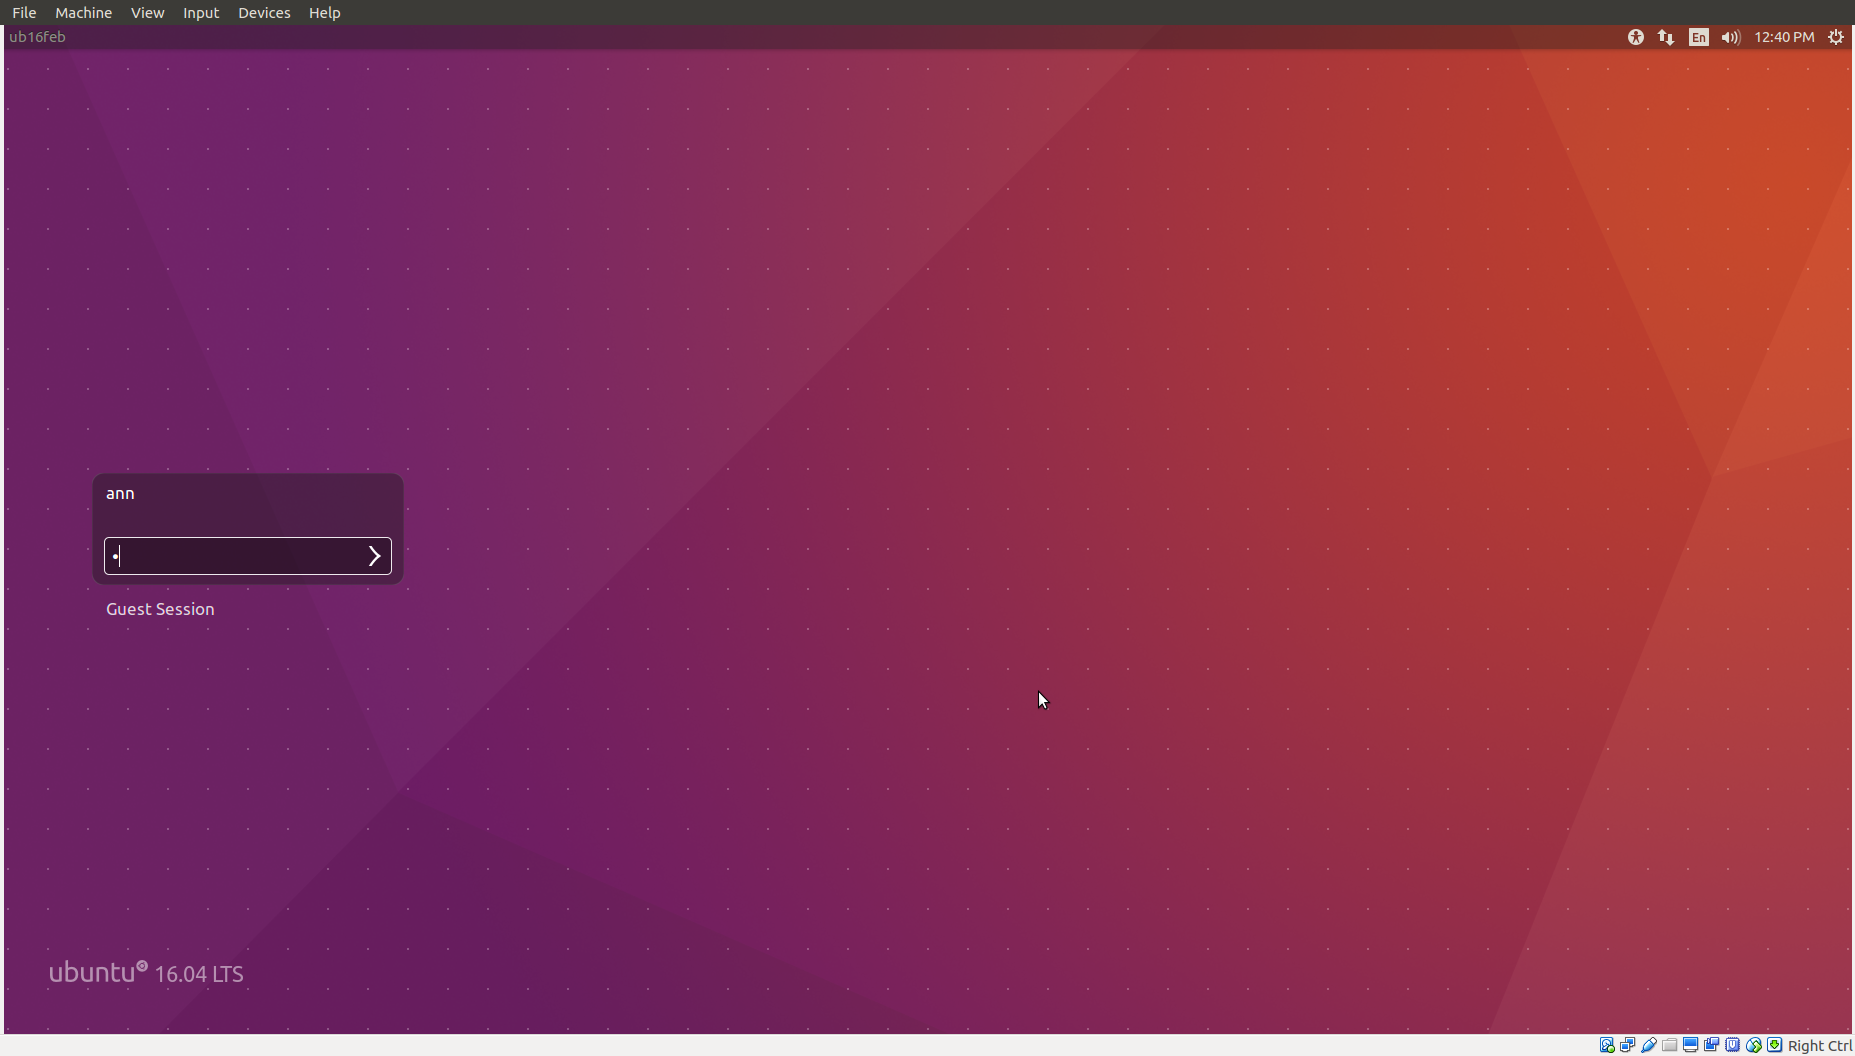 File Machine View Input Devices Help
ub16feb En 12:40 PM
ann
Guest Session
ubuntu 16.04 LTS
Right Ctrl